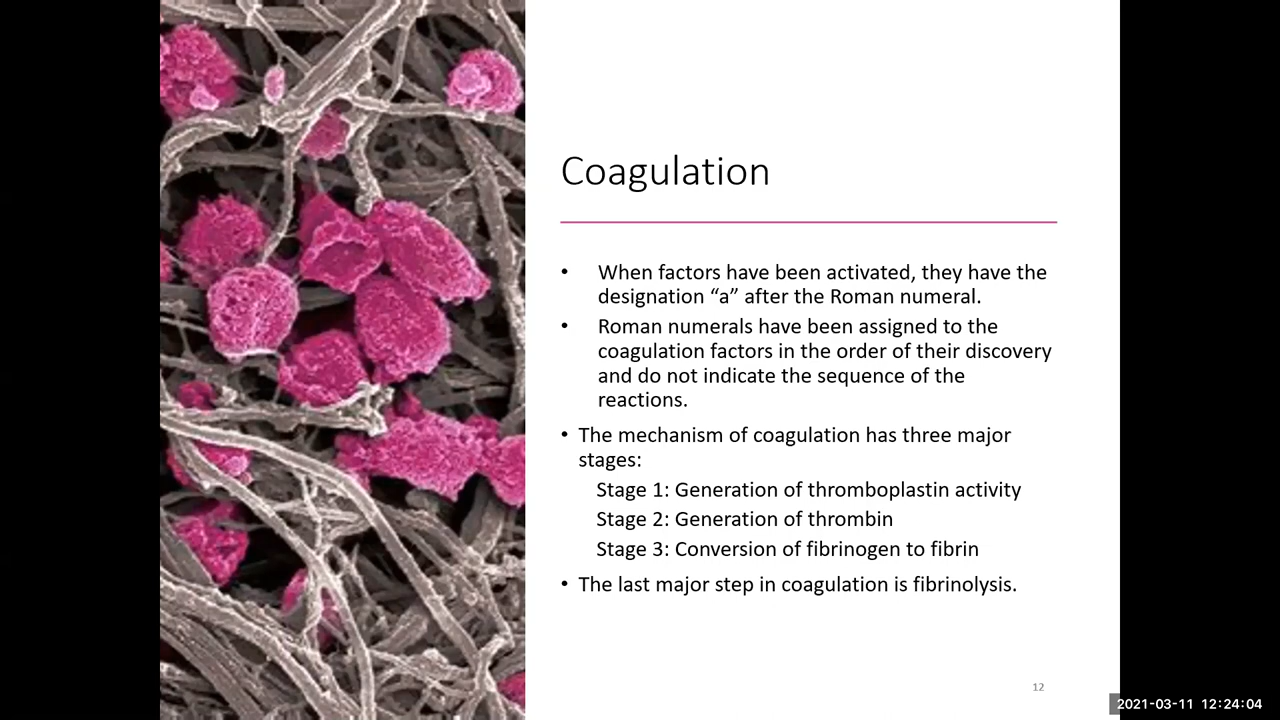 Coagulation
• When factors have been activated, they have the
designation “a” after the Roman numeral.
• Roman numerals have been assigned to the
coagulation factors in the order of their discovery
and do not indicate the sequence of the
reactions.
• The mechanism of coagulation has three major
stages:
Stage 1: Generation of thromboplastin activity
Stage 2: Generation of thrombin
Stage 3: Conversion of fibrinogen to fibrin
• The last major step in coagulation is fibrinolysis.
12
2021-03-11 12:24:04